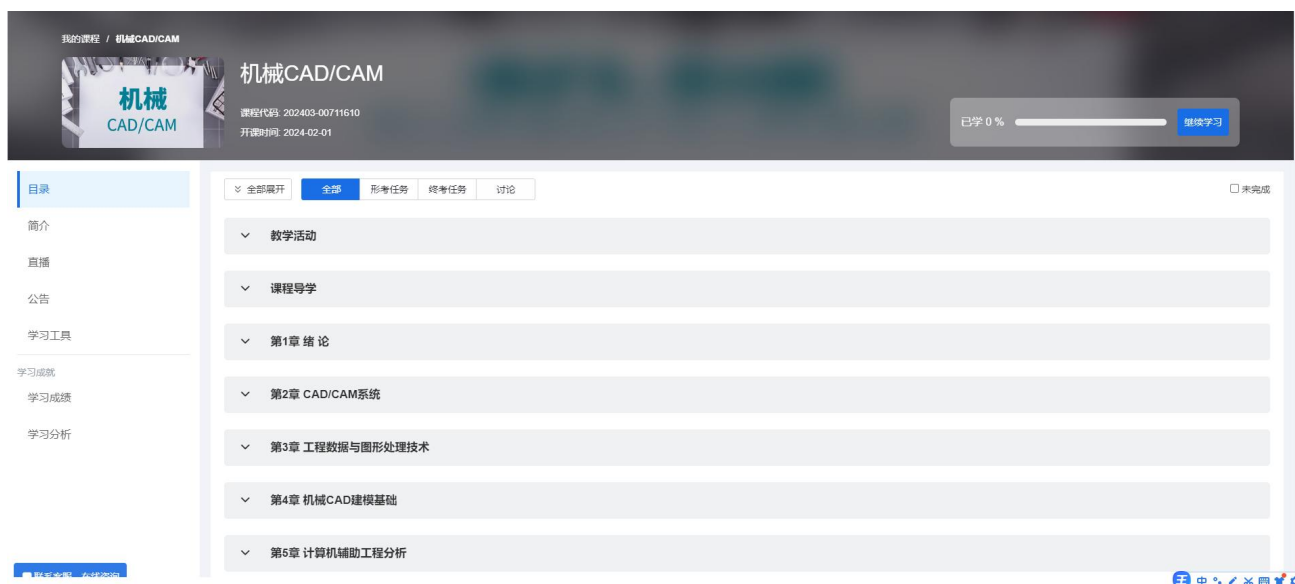 我的课程 / 机械CAD/CAM
机械
CAD/CAM
机械CAD/CAM
课程代码: 202403-00711610
开课时间: 2024-02-01
已学 0 %
继续学习
目录
简介
直播
公告
学习工具
学习成就
学习成绩
学习分析
全部展开
全部
形考任务
终考任务
讨论
未完成
教学活动
课程导学
第1章 绪 论
第2章 CAD/CAM系统
第3章 工程数据与图形处理技术
第4章 机械CAD建模基础
第5章 计算机辅助工程分析
王 中